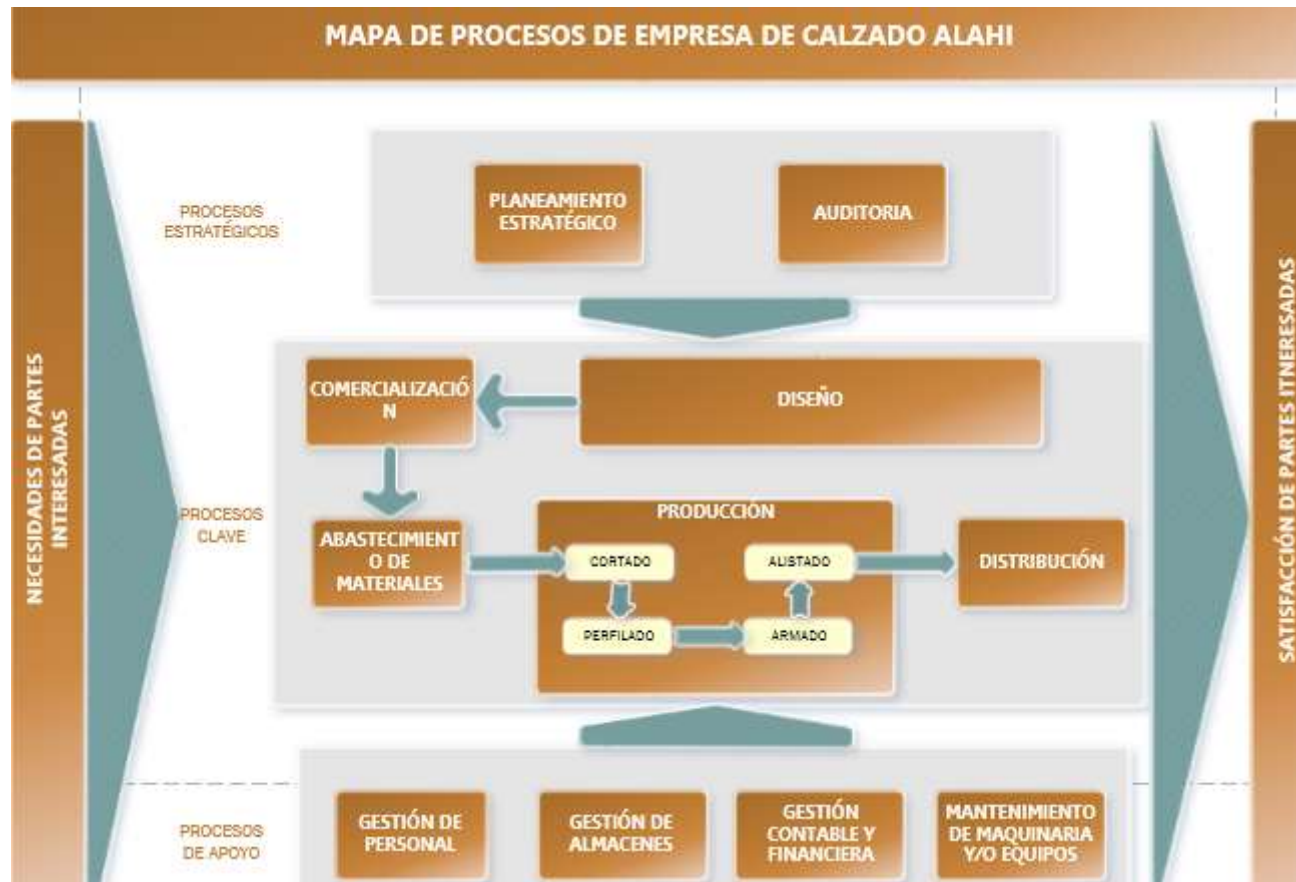 MAPA DE PROCESOS DE EMPRESA DE CALZADO ALAHI
NECESIDADES DE PARTES
INTERESADAS
PROCESOS
ESTRATÉGICOS
PLANEAMIENTO
ESTRATÉGICO
AUDITORIA
PROCESOS
CLAVE
COMERCIALIZACIÓ
N
DISEÑO
ABASTECIMIENT
O DE
MATERIALES
PRODUCCIÓN
CORTADO
ALISTADO
PERFILADO
ARMADO
DISTRIBUCIÓN
PROCESOS
DE APOYO
GESTIÓN DE
PERSONAL
GESTIÓN DE
ALMACENES
GESTIÓN
CONTABLE Y
FINANCIERA
MANTENIMIENTO
DE MAQUINARIA
Y/O EQUIPOS
SATISFACCIÓN DE PARTES ITNERESADAS